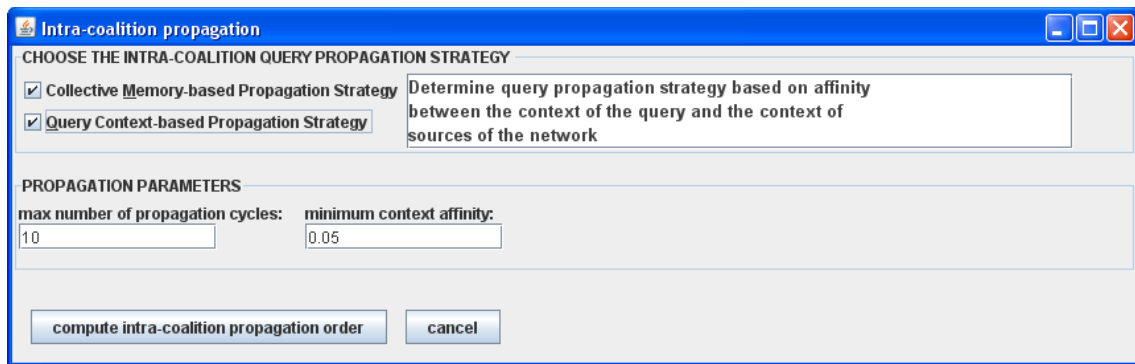 Intra-coalition propagation
CHOOSE THE INTRA-COALITION QUERY PROPAGATION STRATEGY
Collective Memory-based Propagation Strategy
Query Context-based Propagation Strategy
Determine query propagation strategy based on affinity
between the context of the query and the context of
sources of the network
PROPAGATION PARAMETERS
max number of propagation cycles: minimum context affinity:
10 0.05
compute intra-coalition propagation order cancel